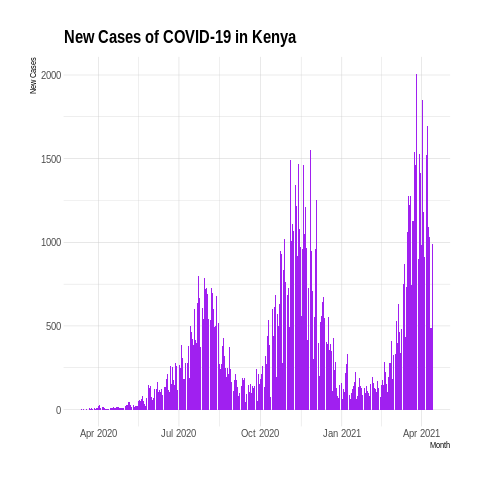 New Cases of COVID-19 in Kenya
New Cases
2000
1500
1000
500
0
Apr 2020
Jul 2020
Oct 2020
Jan 2021
Apr 2021
Month